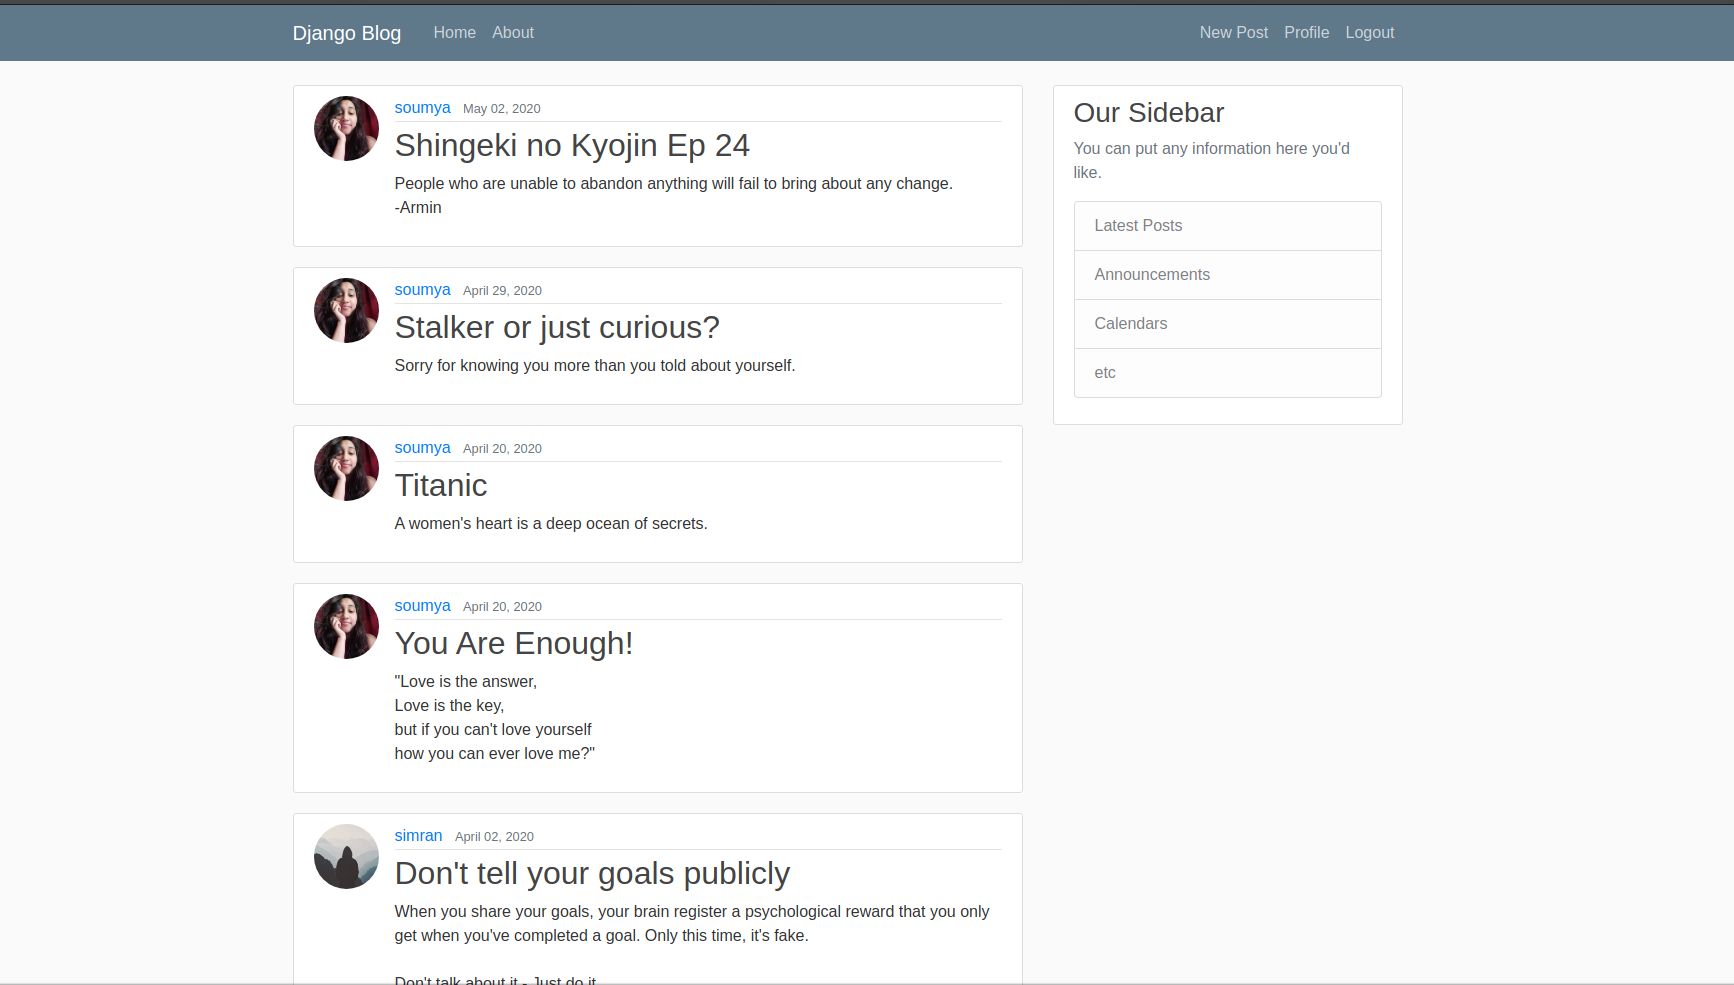 Django Blog Home About New Post Profile Logout
soumya May 02, 2020
Shingeki no Kyojin Ep 24
People who are unable to abandon anything will fail to bring about any change.
-Armin
soumya April 29, 2020
Stalker or just curious?
Sorry for knowing you more than you told about yourself.
soumya April 20, 2020
Titanic
A women's heart is a deep ocean of secrets.
soumya April 20, 2020
You Are Enough!
"Love is the answer,
Love is the key,
but if you can't love yourself
how you can ever love me?"
simran April 02, 2020
Don't tell your goals publicly
When you share your goals, your brain register a psychological reward that you only
get when you've completed a goal. Only this time, it's fake.
Don't talk about it - Just do it
Our Sidebar
You can put any information here you'd
like.
Latest Posts
Announcements
Calendars
etc